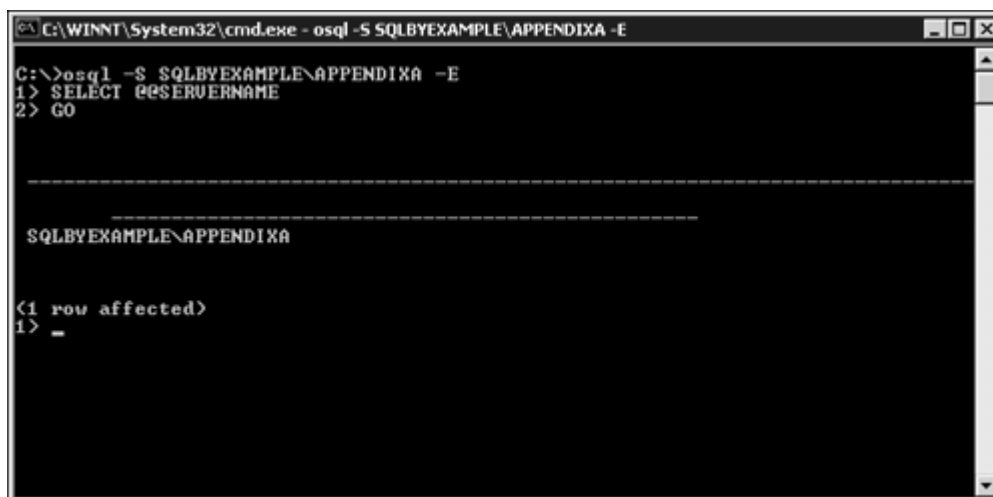 C:\WINNT\System32\cmd.exe - osql -S SQLBYEXAMPLE\APPENDIXA -E
C:\>osql -S SQLBYEXAMPLE\APPENDIXA -E
1> SELECT @@SERVERNAME
2> GO
-------------------------------------------------------------------------------
-------------------------------------------------
SQLBYEXAMPLE\APPENDIXA
(1 row affected)
1> _